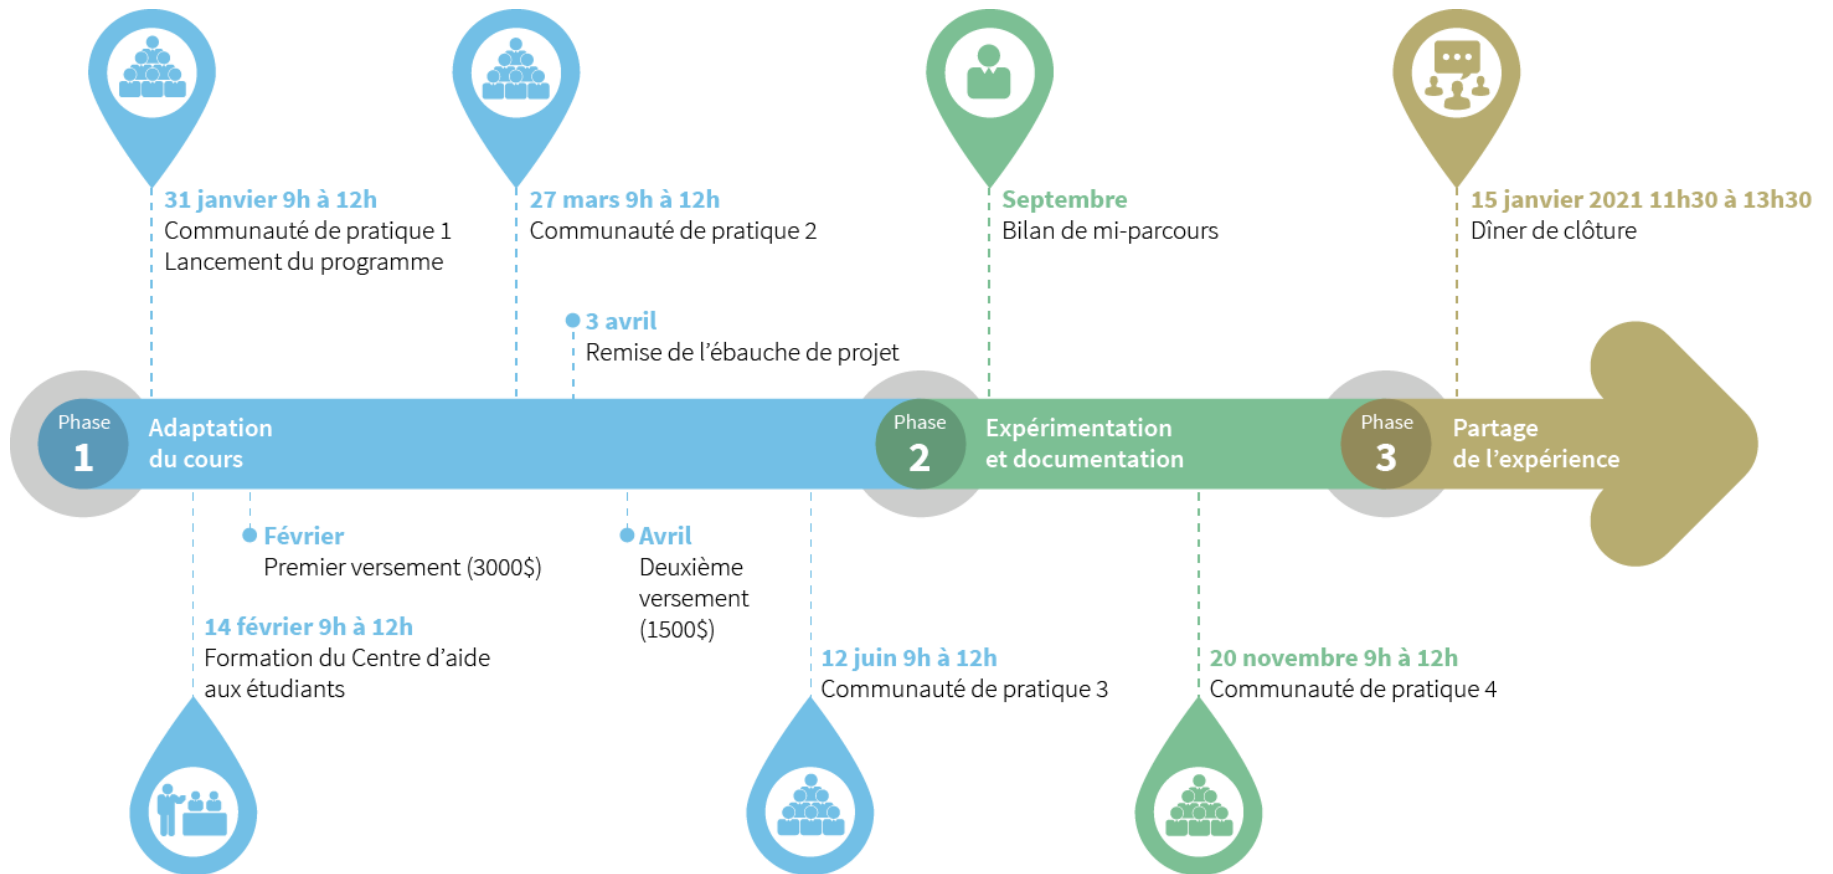 31 janvier 9h à 12h
Communauté de pratique 1
Lancement du programme
27 mars 9h à 12h
Communauté de pratique 2
Septembre
Bilan de mi-parcours
15 janvier 2021 11h30 à 13h30
Dîner de clôture
3 avril
Remise de l’ébauche de projet
Phase
1
Adaptation
du cours
Phase
2
Expérimentation
et documentation
Phase
3
Partage
de l’expérience
Février
Premier versement (3000$)
Avril
Deuxième
versement
(1500$)
14 février 9h à 12h
Formation du Centre d’aide
aux étudiants
12 juin 9h à 12h
Communauté de pratique 3
20 novembre 9h à 12h
Communauté de pratique 4